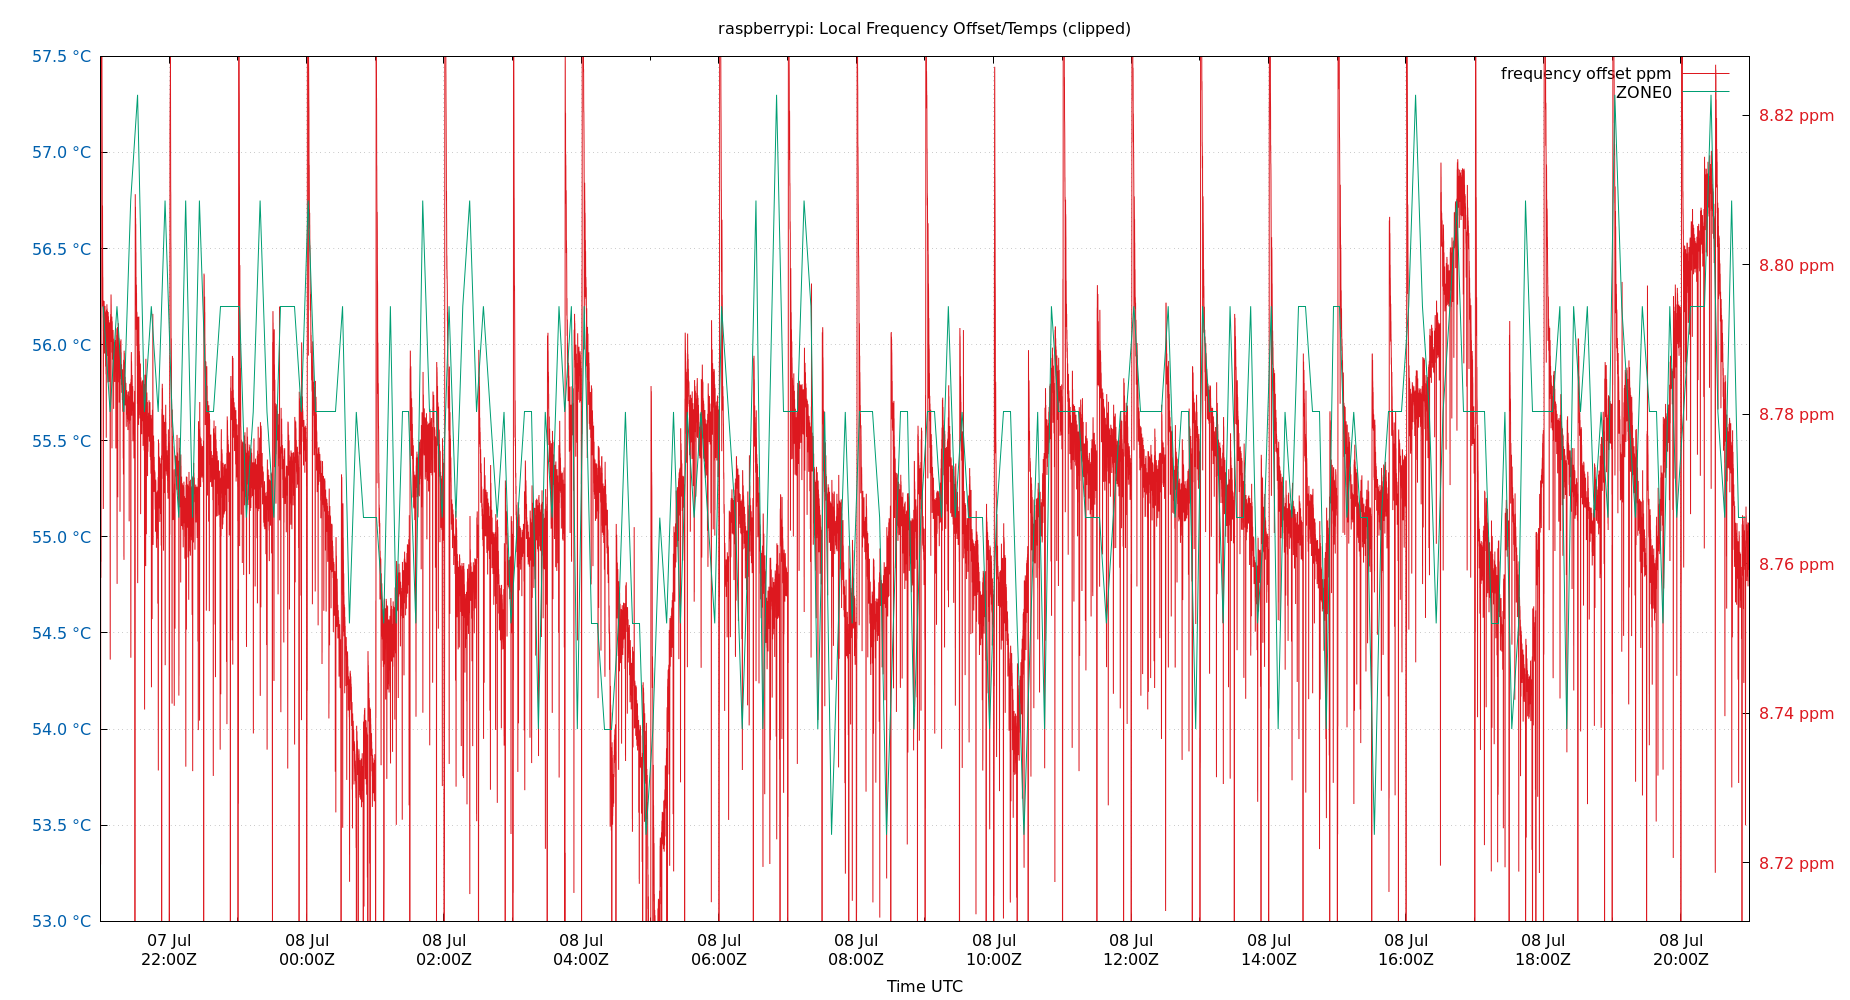 raspberrypi: Local Frequency Offset/Temps (clipped)
frequency offset ppm
ZONE0
57.5 °C
57.0 °C
56.5 °C
56.0 °C
55.5 °C
55.0 °C
54.5 °C
54.0 °C
53.5 °C
53.0 °C
8.82 ppm
8.80 ppm
8.78 ppm
8.76 ppm
8.74 ppm
8.72 ppm
07 Jul 08 Jul 08 Jul 08 Jul 08 Jul 08 Jul 08 Jul 08 Jul 08 Jul 08 Jul 08 Jul 08 Jul
22:00Z 00:00Z 02:00Z 04:00Z 06:00Z 08:00Z 10:00Z 12:00Z 14:00Z 16:00Z 18:00Z 20:00Z
Time UTC